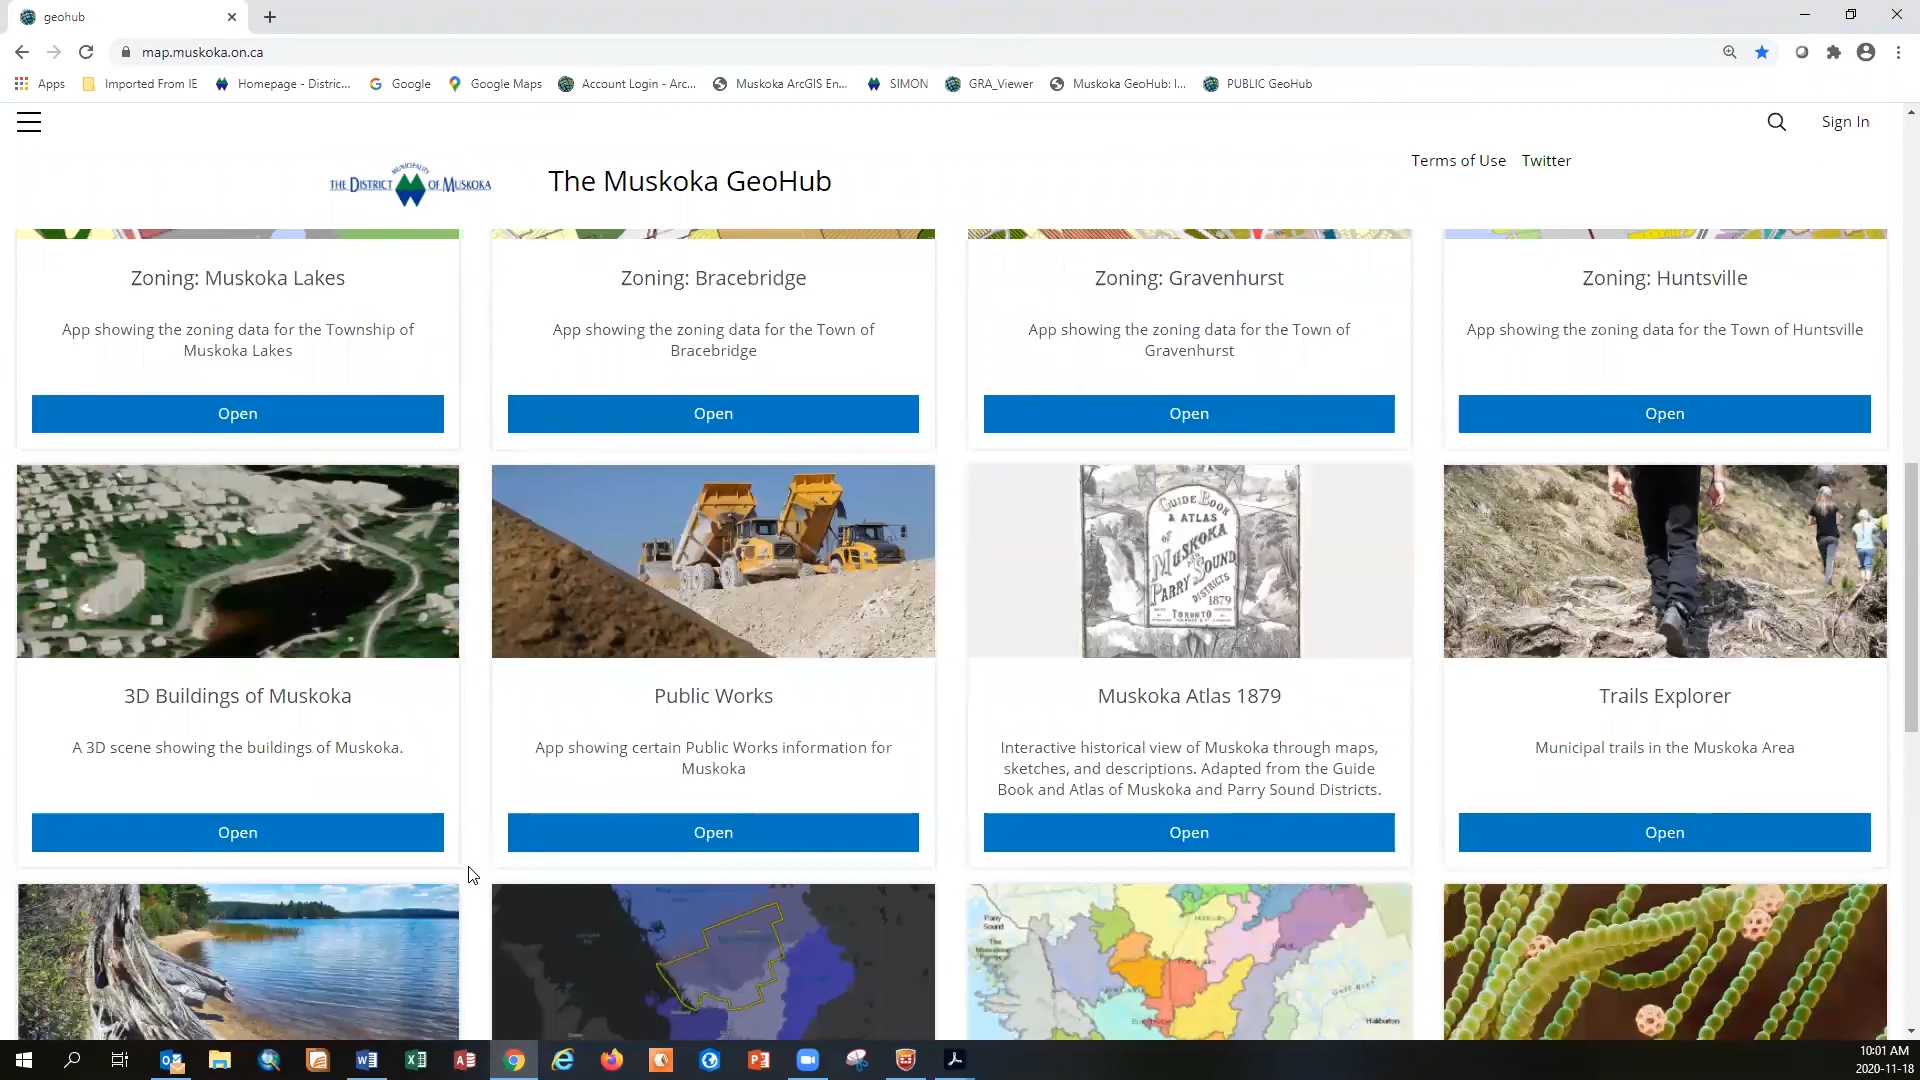 geohub
map.muskoka.on.ca
Apps Imported From IE Homepage - Distric... Google Google Maps Account Login - Arc... Muskoka ArcGIS En... SIMON GRA_Viewer Muskoka GeoHub: I... PUBLIC GeoHub
Sign In
Terms of Use Twitter
MUNICIPALITY
THE DISTRICT OF MUSKOKA
The Muskoka GeoHub
Zoning: Muskoka Lakes
App showing the zoning data for the Township of
Muskoka Lakes
Open
Zoning: Bracebridge
App showing the zoning data for the Town of
Bracebridge
Open
Zoning: Gravenhurst
App showing the zoning data for the Town of
Gravenhurst
Open
Zoning: Huntsville
App showing the zoning data for the Town of Huntsville
Open
3D Buildings of Muskoka
A 3D scene showing the buildings of Muskoka.
Open
Public Works
App showing certain Public Works information for
Muskoka
Open
GUIDE BOOK
& ATLAS
of
MUSKOKA
AND
PARRY SOUND
DISTRICTS
1879
TORONTO
Muskoka Atlas 1879
Interactive historical view of Muskoka through maps,
sketches, and descriptions. Adapted from the Guide
Book and Atlas of Muskoka and Parry Sound Districts.
Open
Trails Explorer
Municipal trails in the Muskoka Area
Open
Parry
Sound
Haliburton
10:01 AM
2020-11-18